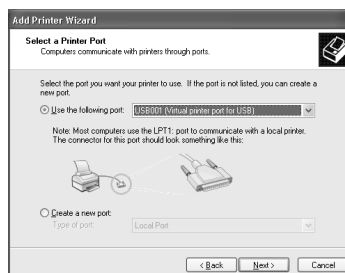 Add Printer Wizard
Select a Printer Port
Computers communicate with printers through ports.
Select the port you want your printer to use. If the port is not listed, you can create a
new port.
Use the following port: USB001 (Virtual printer port for USB)
Note: Most computers use the LPT1: port to communicate with a local printer.
The connector for this port should look something like this:
Create a new port:
Type of port: Local Port
< Back Next > Cancel